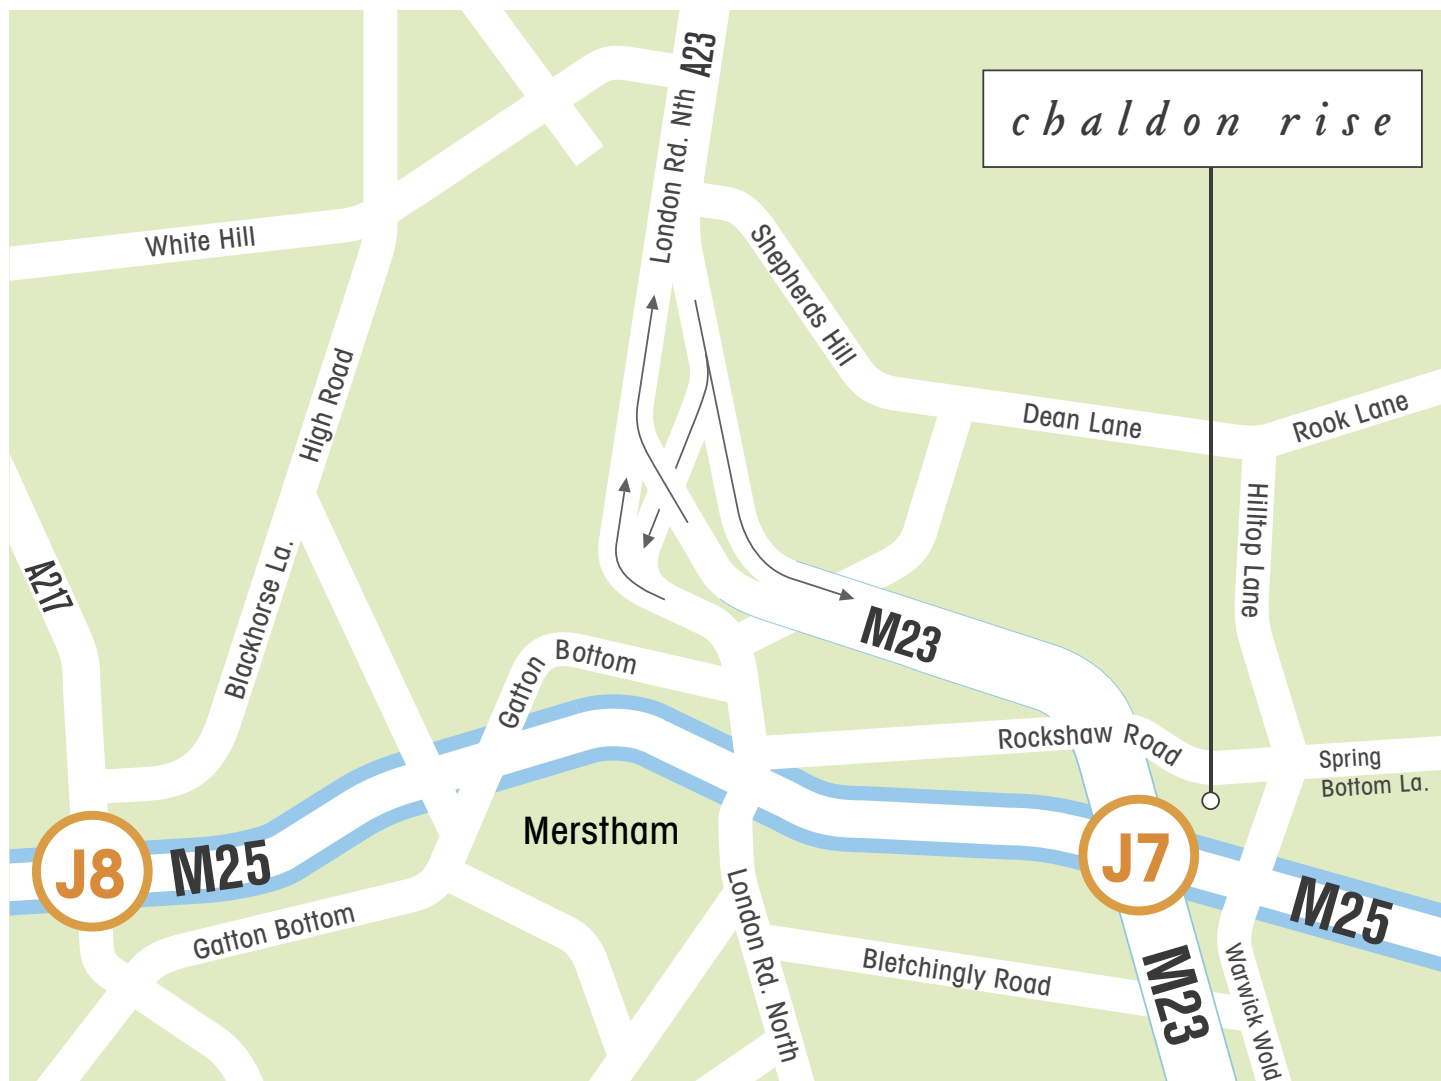 A23
London Rd. Nth
chaldon rise
White Hill
Shepherds Hill
High Road
Dean Lane
Rook Lane
Hilltop Lane
A217
Blackhorse La.
M23
Gatton
Bottom
Rockshaw Road
Spring
Bottom La.
Merstham
J8
M25
J7
M25
Gatton Bottom
London Rd. North
Bletchingly Road
M23
Warwick Wold